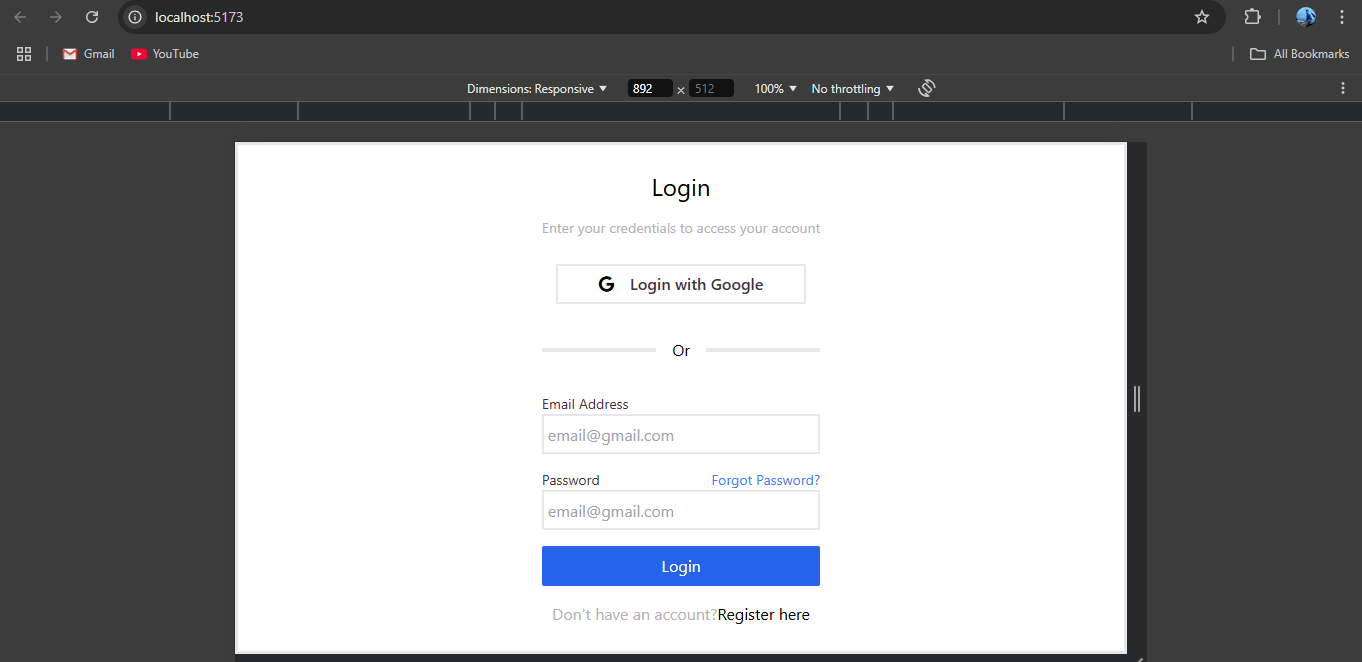 localhost:5173
Gmail YouTube All Bookmarks
Dimensions: Responsive 892 × 512 100% No throttling
Login
Enter your credentials to access your account
G Login with Google
Or
Email Address
email@gmail.com
Password Forgot Password?
email@gmail.com
Login
Don't have an account?Register here